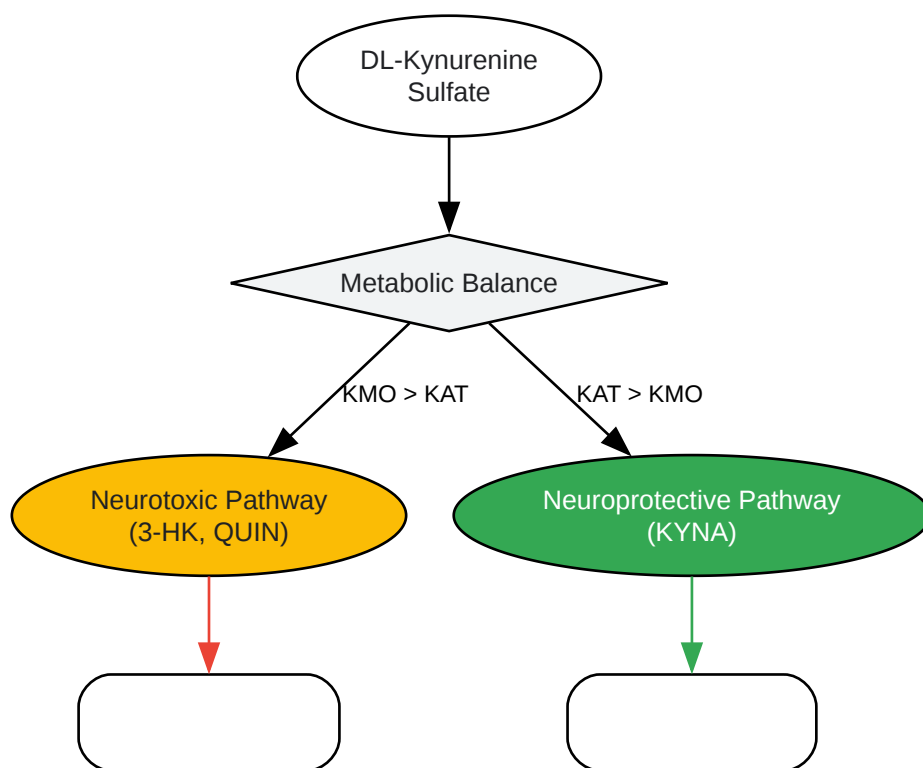 DL-Kynurenine
Sulfate
Metabolic Balance
KMO > KAT
KAT > KMO
Neurotoxic Pathway
(3-HK, QUIN)
Neuroprotective Pathway
(KYNA)